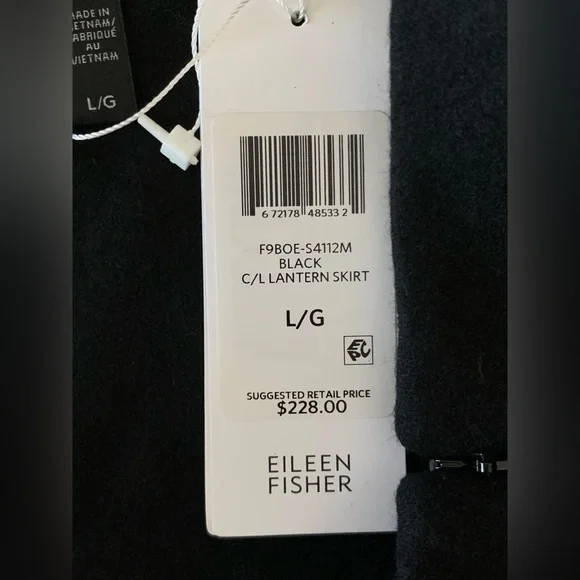 MADE IN
VIETNAM/
FABRIQUÉ
AU
VIETNAM
L/G
6 72178 48533 2
F9BOE-S4112M
BLACK
C/L LANTERN SKIRT
L/G
EPC
SUGGESTED RETAIL PRICE
$228.00
EILEEN
FISHER